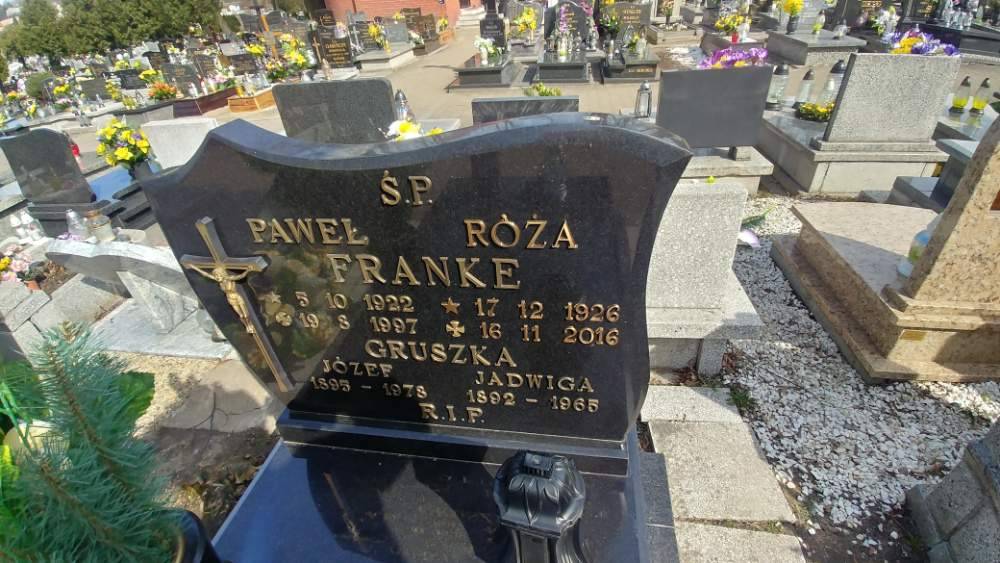 Ś.P.
PAWEŁ RÓŻA
FRANKE
5 10 1922 17 12 1926
19 8 1997 16 11 2016
GRUSZKA
JÓZEF JADWIGA
1895 - 1978 1892 - 1965
R.I.P.